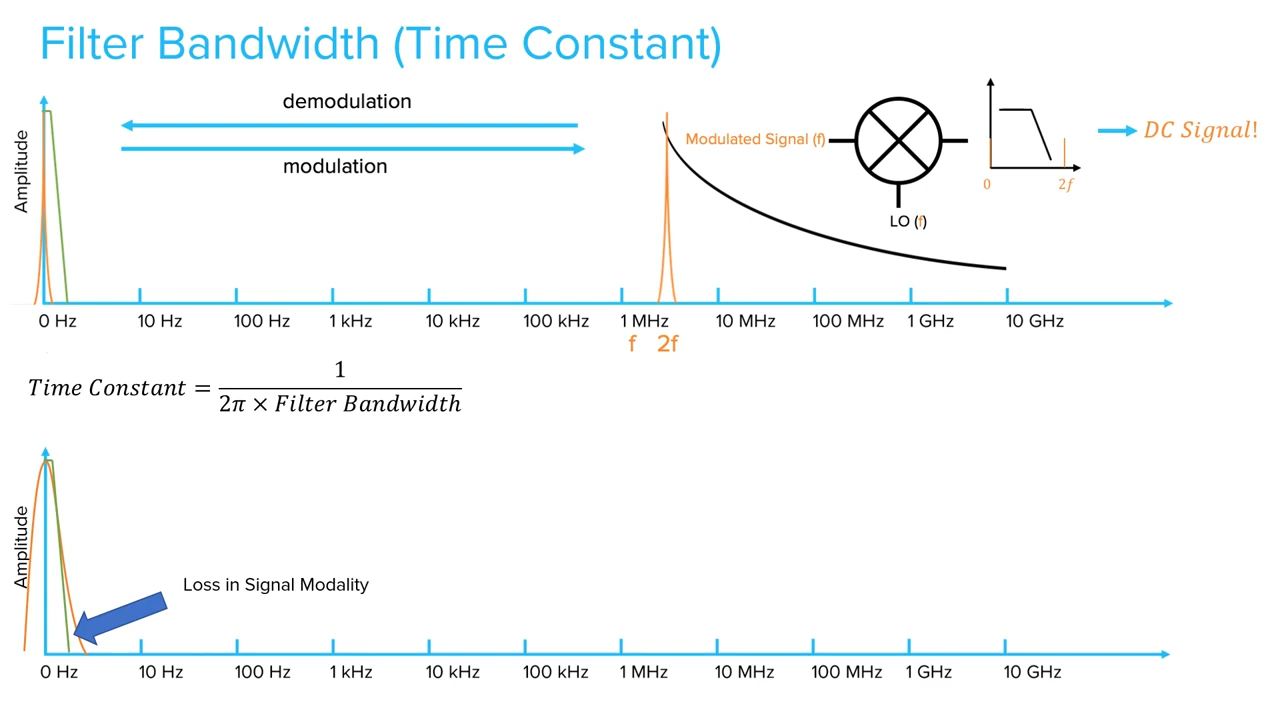 Filter Bandwidth (Time Constant)
demodulation
modulation
Amplitude
Modulated Signal (f)
LO (f)
0
2f
DC Signal!
0 Hz 10 Hz 100 Hz 1 kHz 10 kHz 100 kHz 1 MHz 10 MHz 100 MHz 1 GHz 10 GHz
f 2f
Time Constant = 1 / 2π × Filter Bandwidth
Amplitude
Loss in Signal Modality
0 Hz 10 Hz 100 Hz 1 kHz 10 kHz 100 kHz 1 MHz 10 MHz 100 MHz 1 GHz 10 GHz